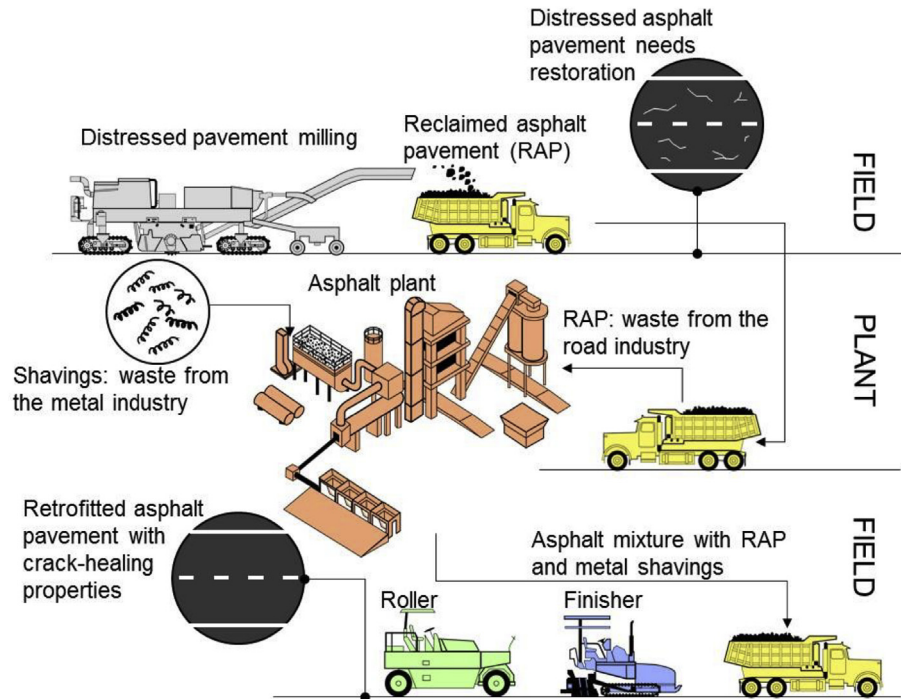 Distressed asphalt
pavement needs
restoration
Distressed pavement milling
Reclaimed asphalt
pavement (RAP)
FIELD
Asphalt plant
RAP: waste from the
road industry
PLANT
Shavings: waste from
the metal industry
Retrofitted asphalt
pavement with
crack-healing
properties
Asphalt mixture with RAP
and metal shavings
FIELD
Roller
Finisher